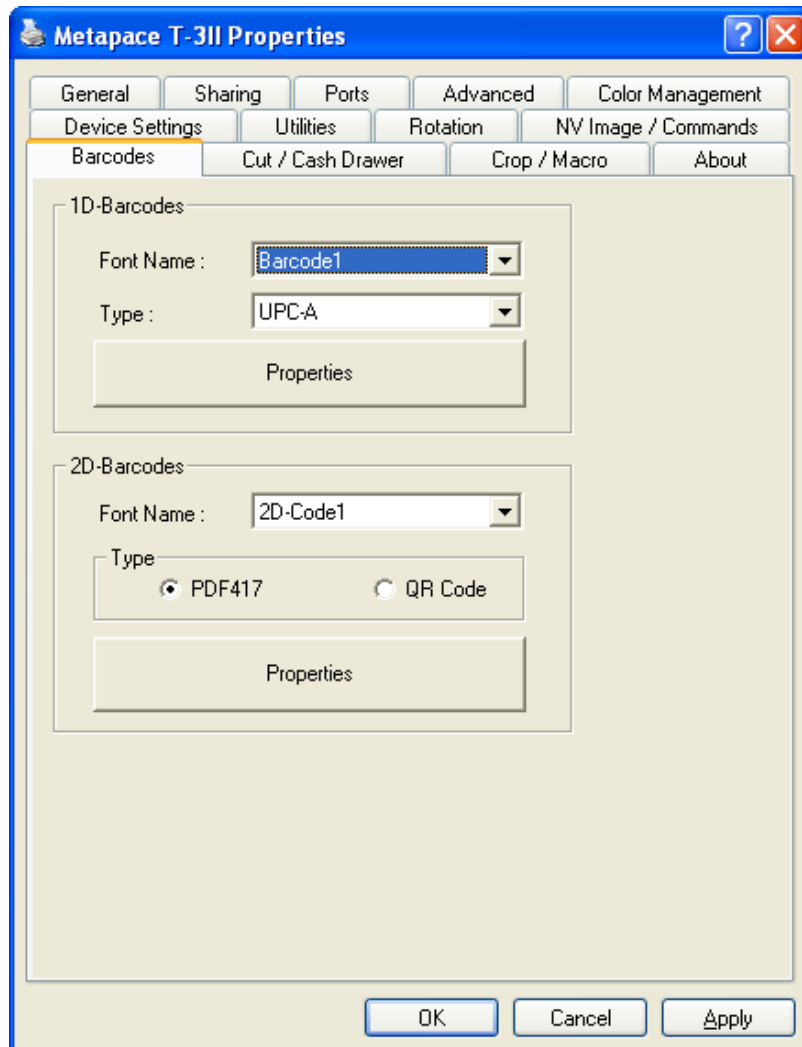 Metapace T-3II Properties
General Sharing Ports Advanced Color Management
Device Settings Utilities Rotation NV Image / Commands
Barcodes Cut / Cash Drawer Crop / Macro About
1D-Barcodes
Font Name : Barcode1
Type : UPC-A
Properties
2D-Barcodes
Font Name : 2D-Code1
Type
PDF417 QR Code
Properties
OK Cancel Apply